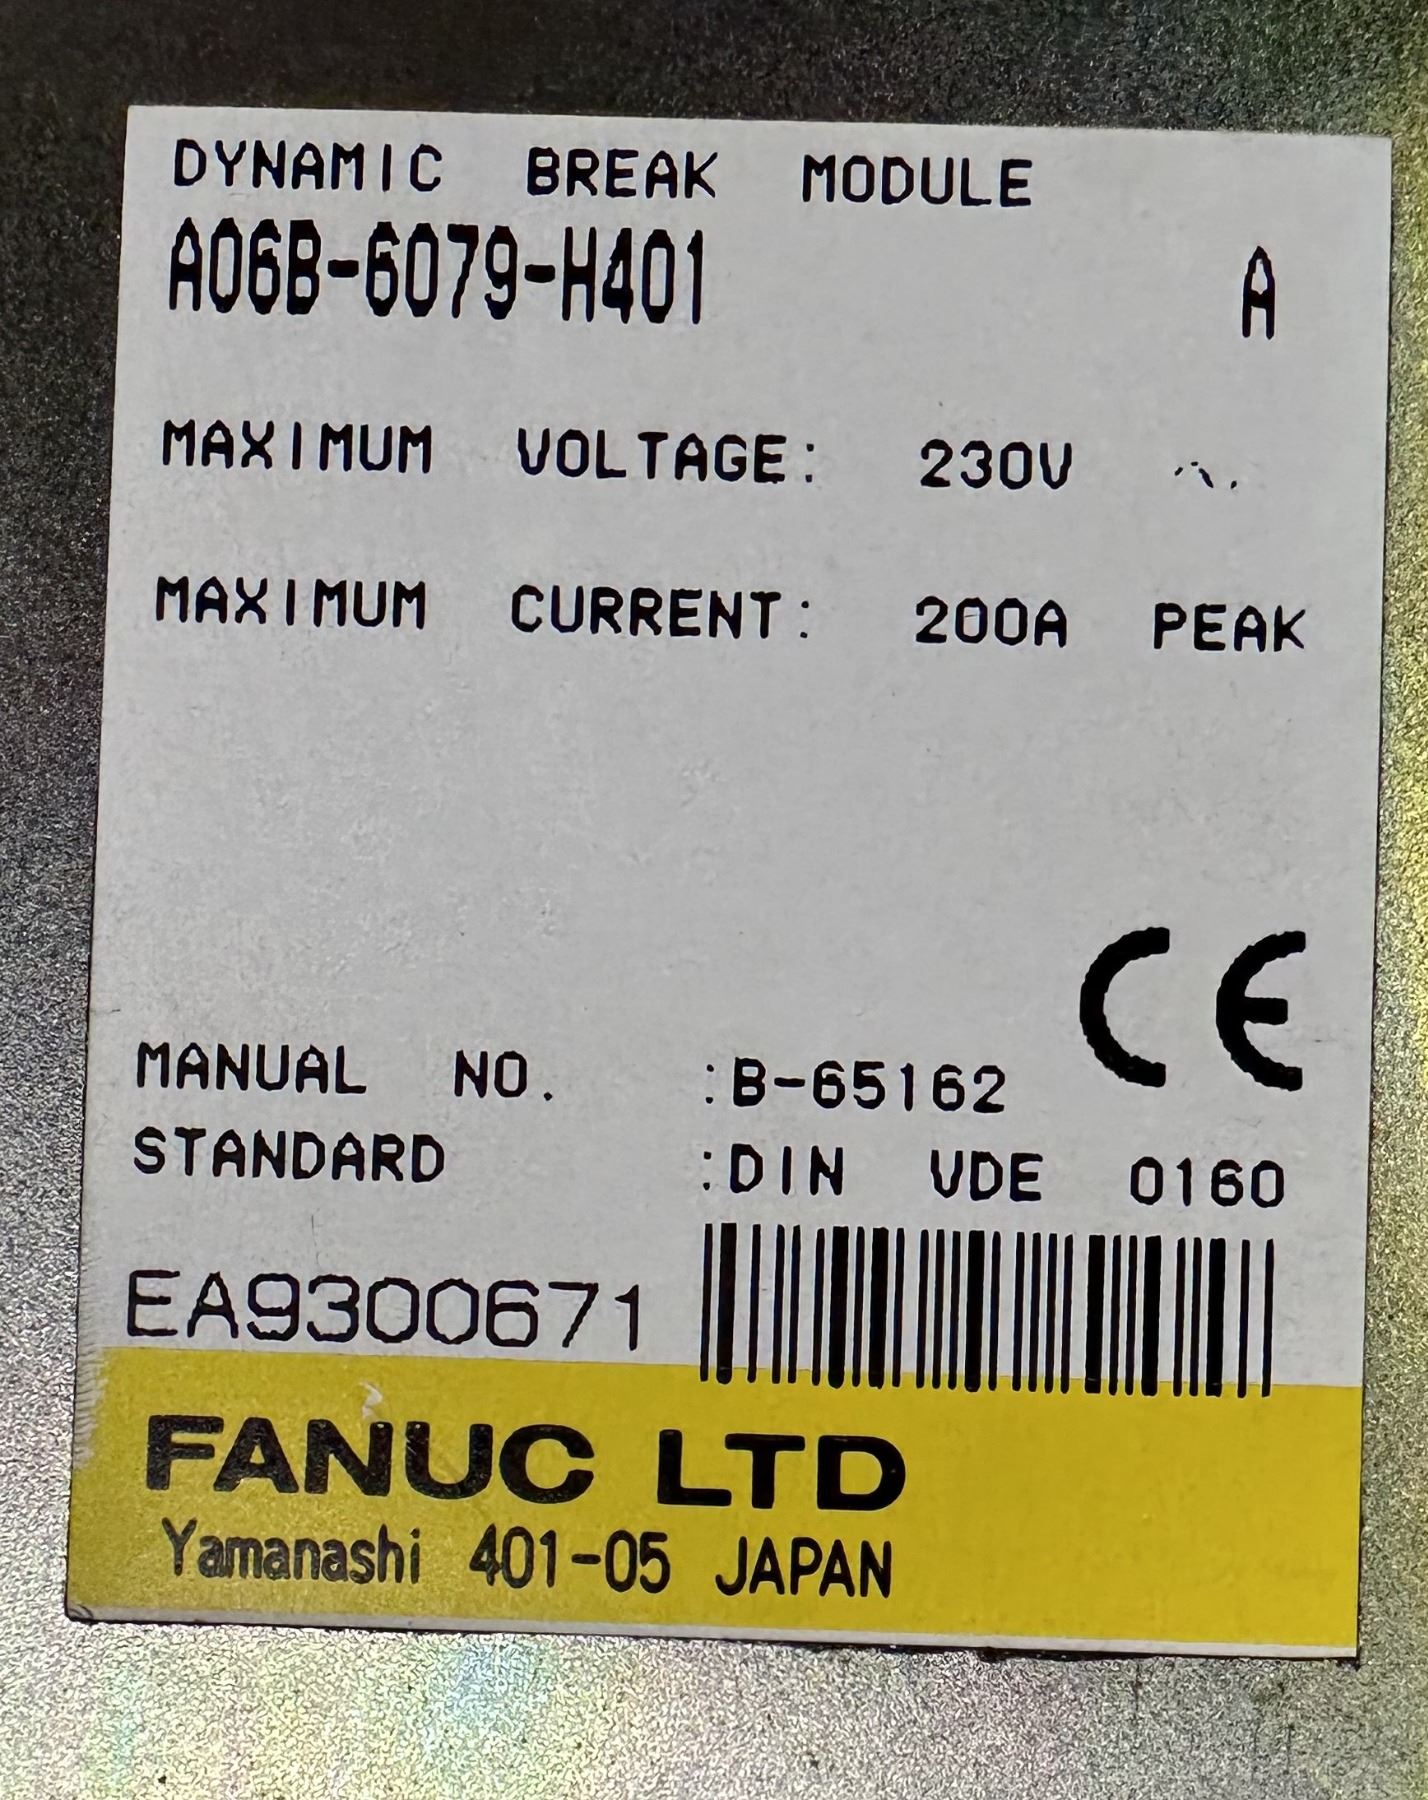 DYNAMIC BREAK MODULE
A06B-6079-H401 A
MAXIMUM VOLTAGE: 230V
MAXIMUM CURRENT: 200A PEAK
CE
MANUAL NO. :B-65162
STANDARD :DIN VDE 0160
EA9300671
FANUC LTD
Yamanashi 401-05 JAPAN